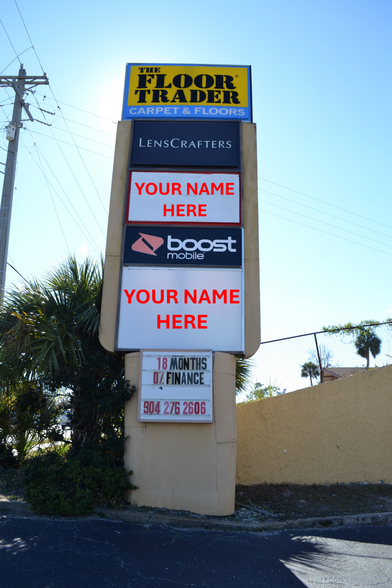 THE
FLOOR
TRADER
CARPET & FLOORS
LENSCRAFTERS
YOUR NAME
HERE
boost
mobile
YOUR NAME
HERE
18 MONTHS
0% FINANCE
904 276 2606